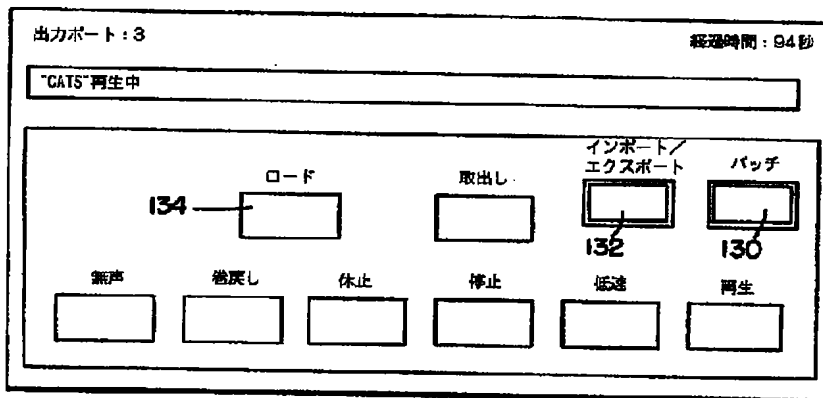 出力ポート:3
経過時間:94秒
"CATS"再生中
インポート/
エクスポート
パッチ
ロード
取出し
134
132
130
無声
巻戻し
休止
停止
低速
再生